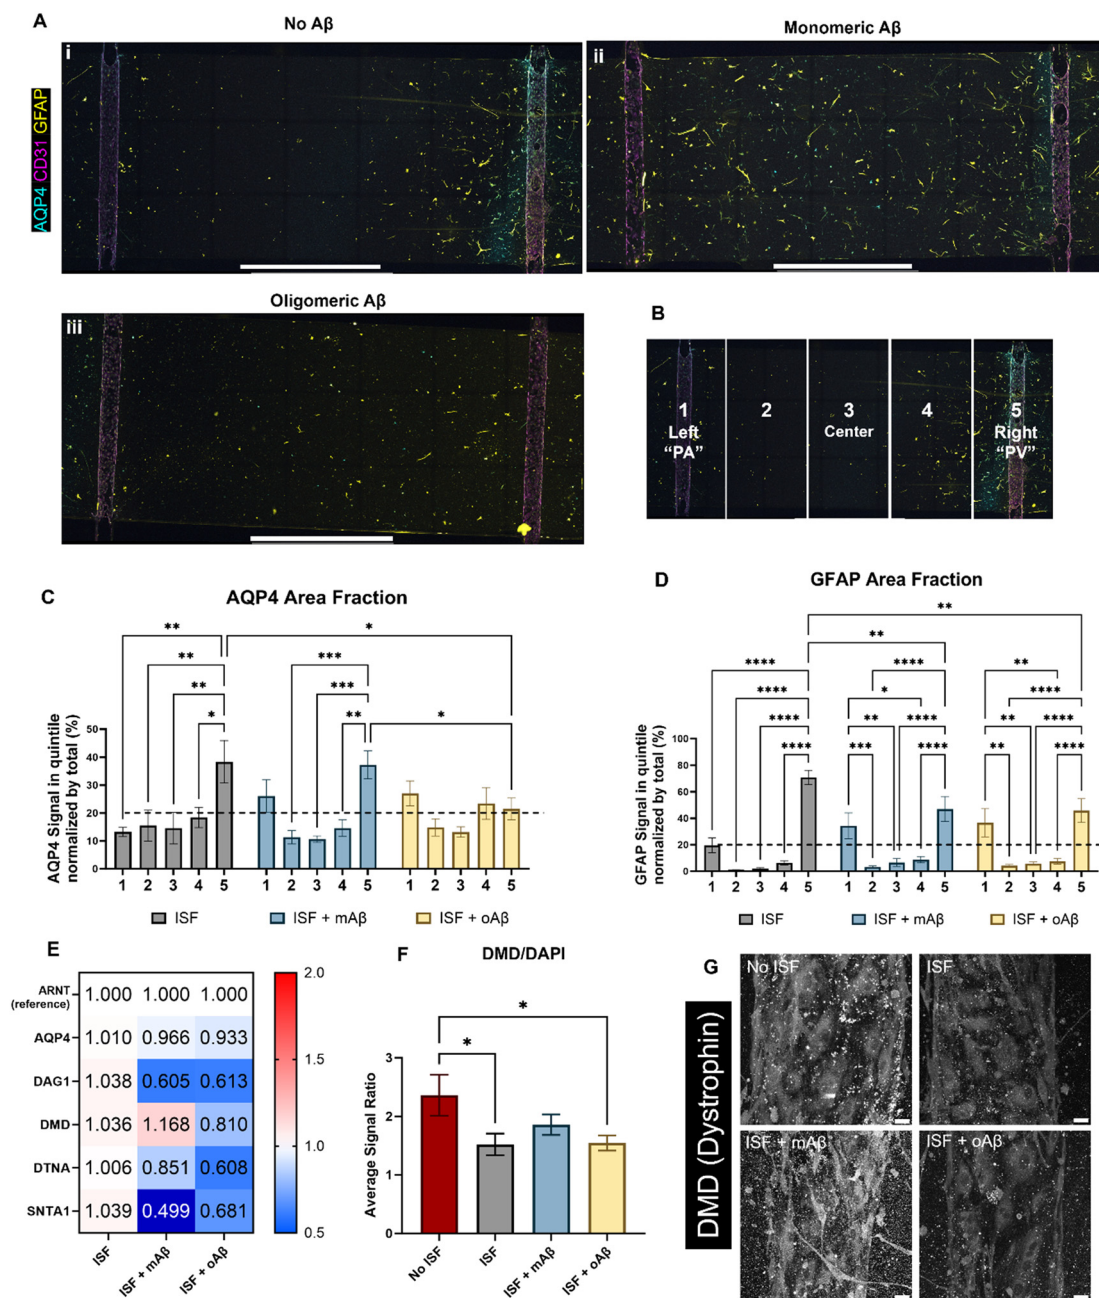 A
No Aβ
Monomeric Aβ
i
ii
AQP4 CD31 GFAP
Oligomeric Aβ
iii
B
1
Left
"PA"
2
3
Center
4
5
Right
"PV"
C
AQP4 Area Fraction
**
*
**
***
**
***
*
**
*
AQP4 Signal in quintile
normalized by total (%)
50
40
30
20
10
0
1 2 3 4 5 1 2 3 4 5 1 2 3 4 5
ISF
ISF + mAβ
ISF + oAβ
D
GFAP Area Fraction
**
**
****
****
**
****
*
****
****
**
****
**
****
****
***
****
**
****
GFAP Signal in quintile
normalized by total (%)
100
80
60
40
20
0
1 2 3 4 5 1 2 3 4 5 1 2 3 4 5
ISF
ISF + mAβ
ISF + oAβ
E
ARNT
(reference)
1.000 1.000 1.000
AQP4 1.010 0.966 0.933
DAG1 1.038 0.605 0.613
DMD 1.036 1.168 0.810
DTNA 1.006 0.851 0.608
SNTA1 1.039 0.499 0.681
ISF
ISF + mAβ
ISF + oAβ
2.0
1.5
1.0
0.5
F
DMD/DAPI
*
*
Average Signal Ratio
3
2
1
0
No ISF
ISF
ISF + mAβ
ISF + oAβ
G
DMD (Dystrophin)
No ISF
ISF
ISF + mAβ
ISF + oAβ